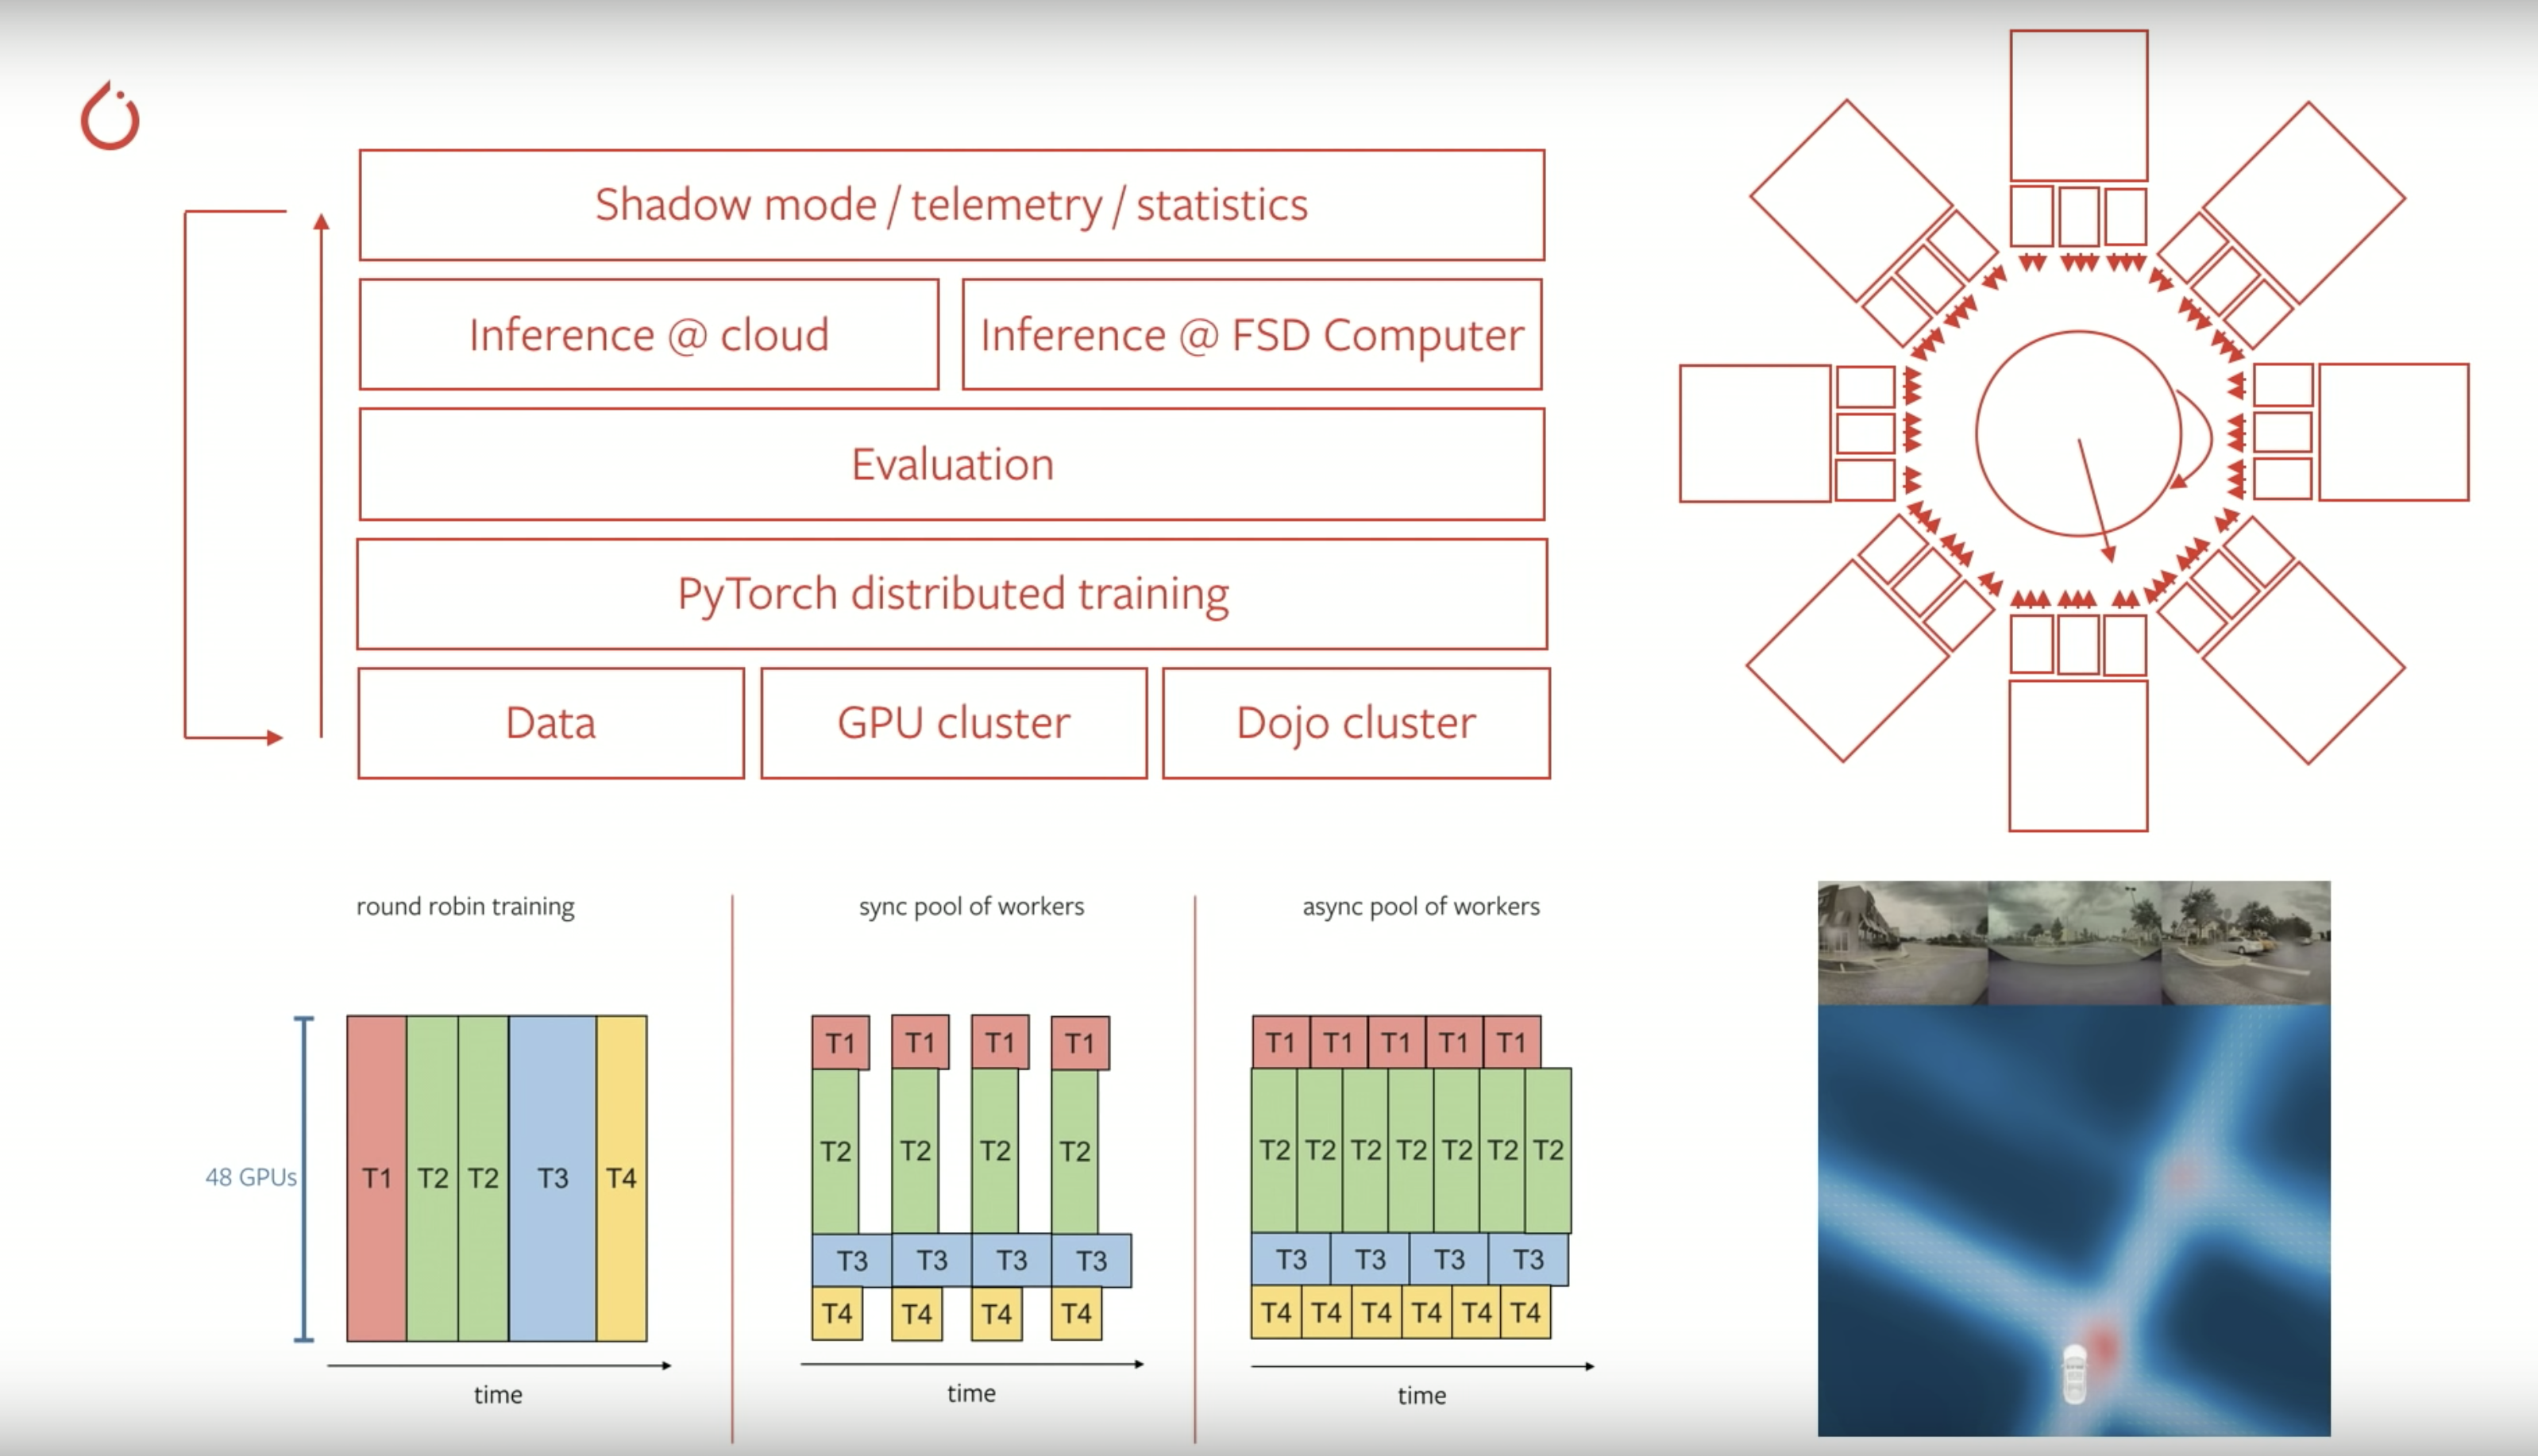 Shadow mode / telemetry / statistics
Inference @ cloud
Inference @ FSD Computer
Evaluation
PyTorch distributed training
Data
GPU cluster
Dojo cluster
round robin training
48 GPUs
T1 T2 T2 T3 T4
time
sync pool of workers
T1 T1 T1 T1
T2 T2 T2 T2
T3 T3 T3 T3
T4 T4 T4 T4
time
async pool of workers
T1 T1 T1 T1 T1
T2 T2 T2 T2 T2 T2 T2
T3 T3 T3 T3
T4 T4 T4 T4 T4 T4
time